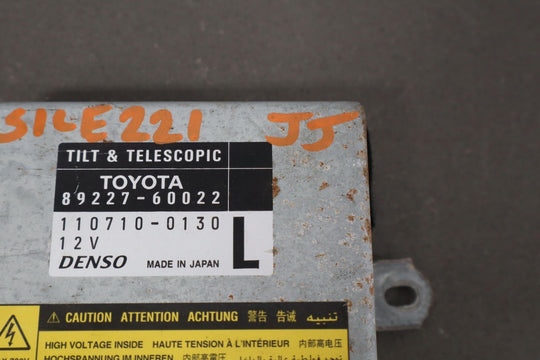 S1LE221 JJ
TILT & TELESCOPIC
TOYOTA
89227-60022
110710-0130
12V
DENSO MADE IN JAPAN L
CAUTION ATTENTION ACHTUNG 警告 告诫 تنبيه
HIGH VOLTAGE INSIDE HAUTE TENSION À L'INTÉRIEUR 内部高電圧
HOCHSPANNUNG IM INNEREN 内部高電压